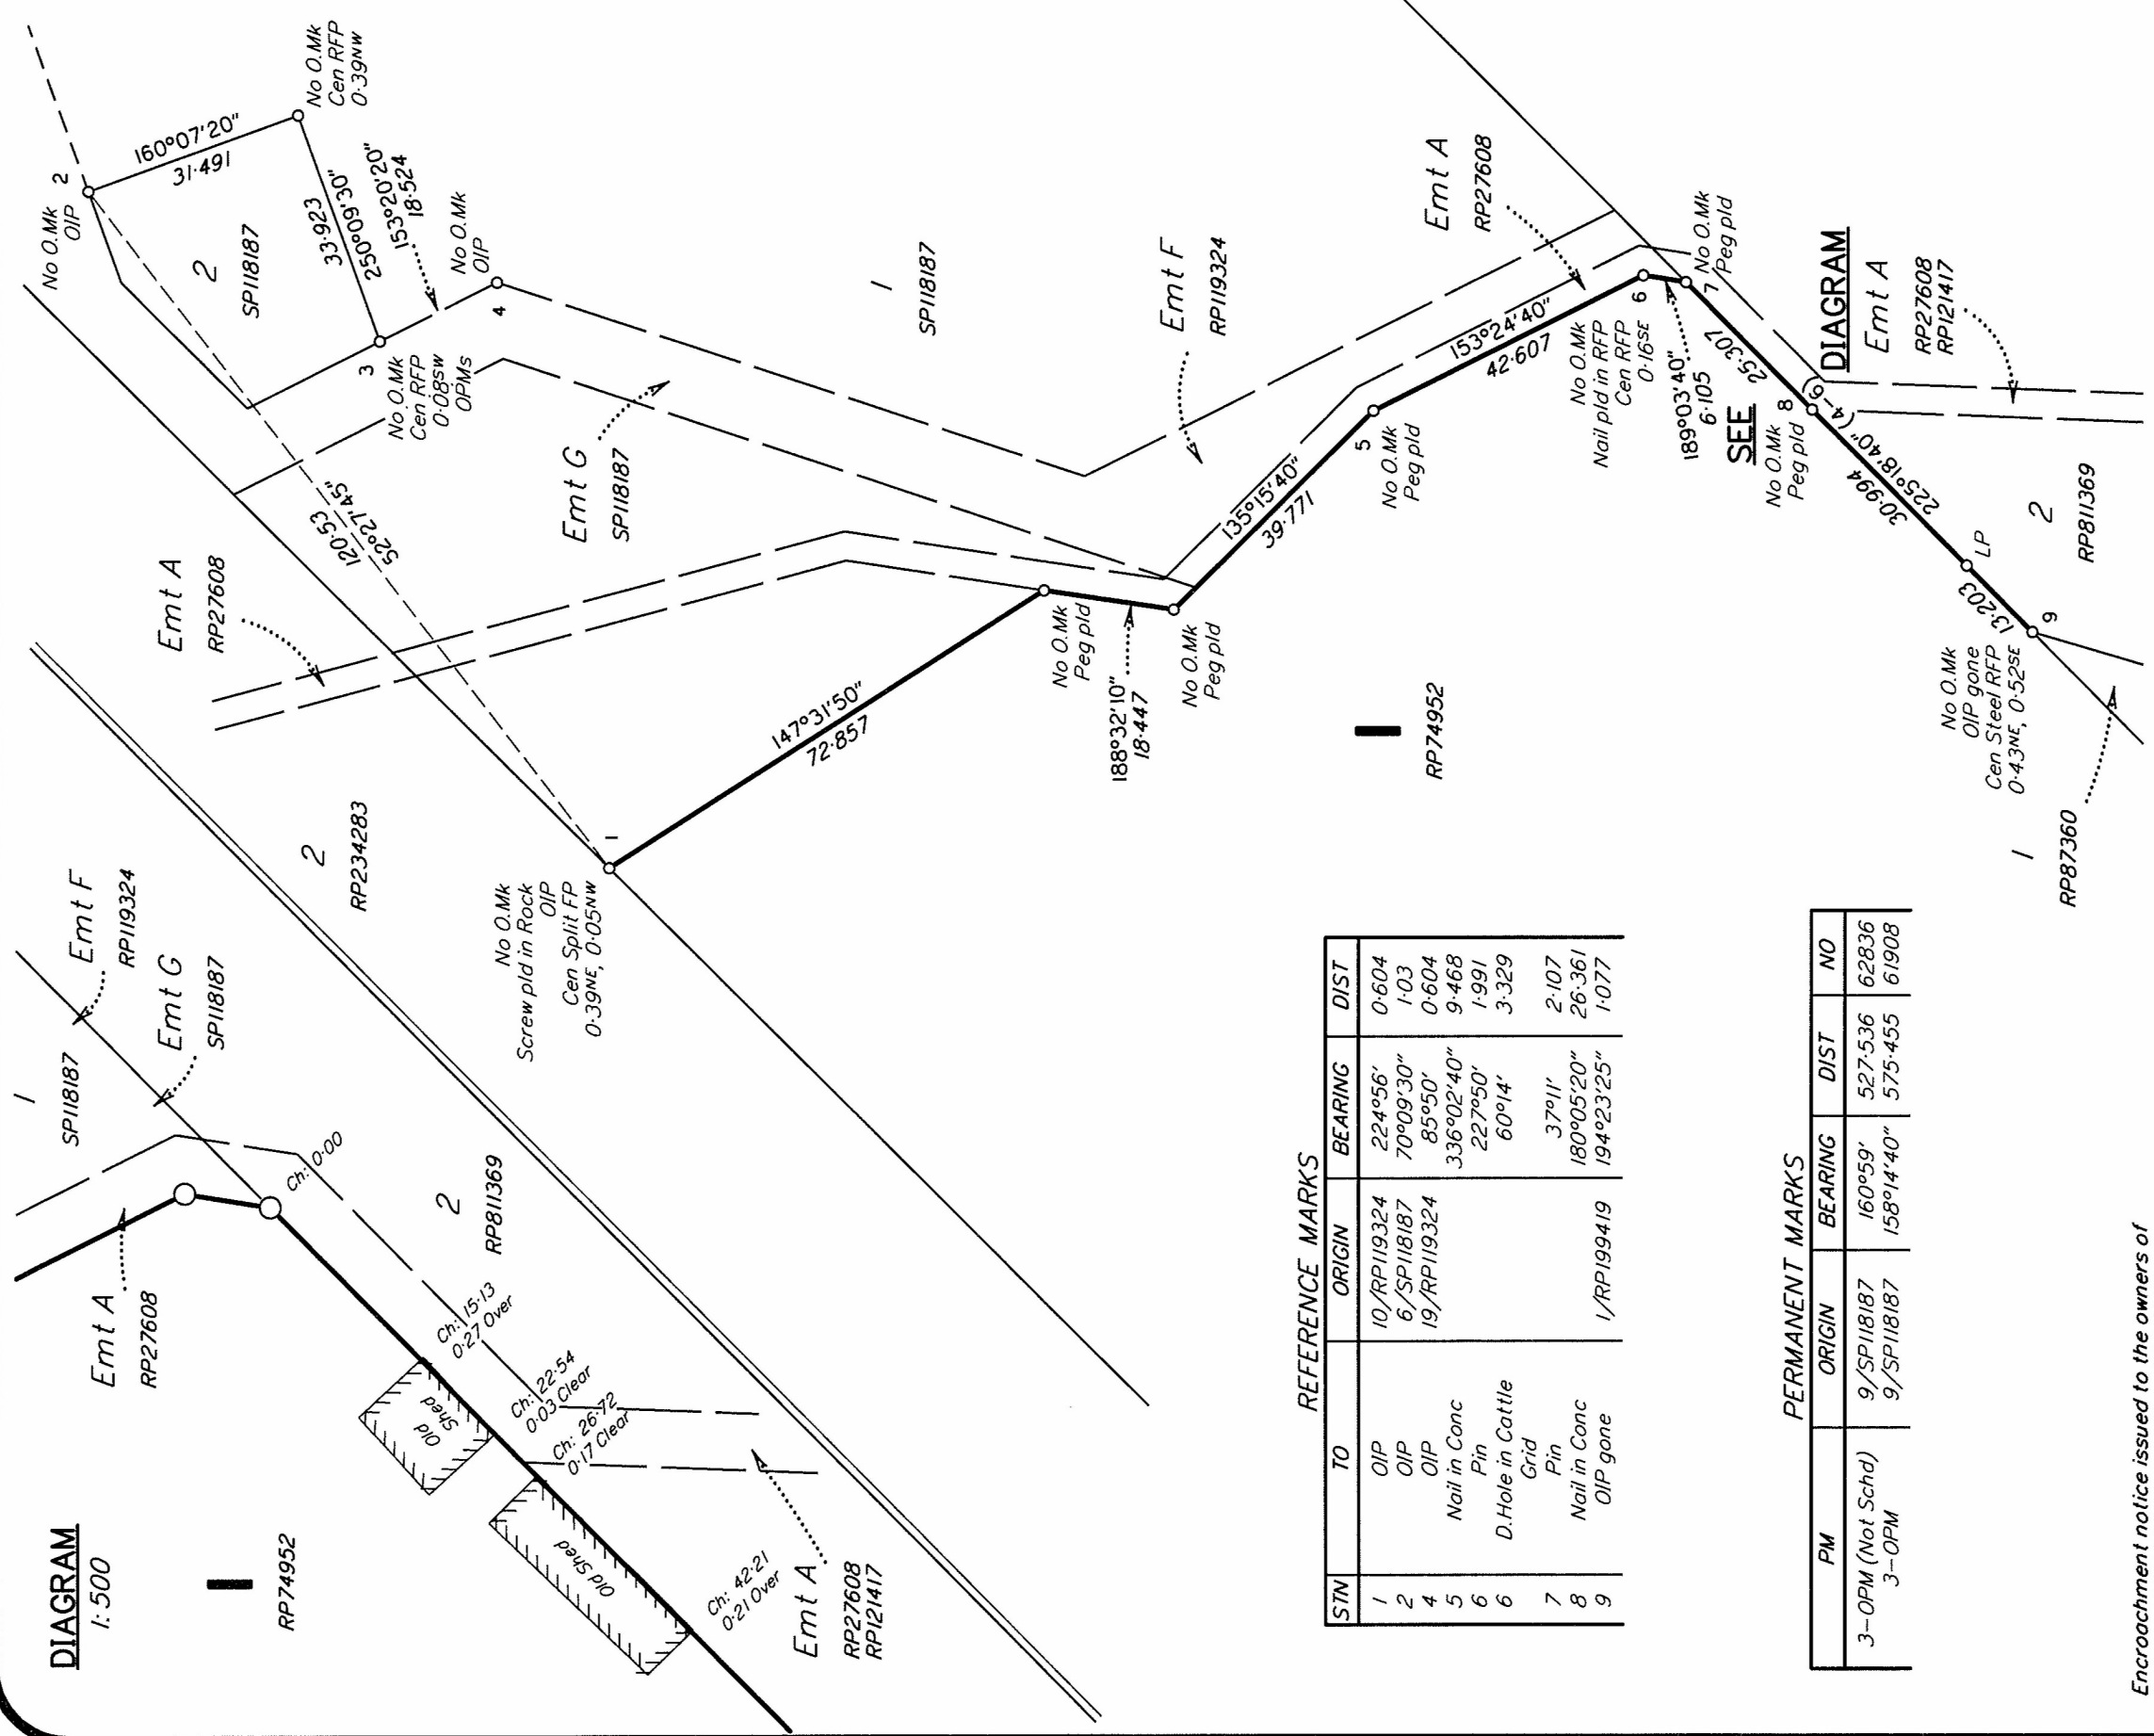 DIAGRAM
1:500
1
RP74952
Emt A
RP27608
1
SP118187
Emt F
RP119324
Emt G
SP118187
Ch: 0·00
2
RP811369
Ch: 15·13
0·27 Over
Old
Shed
Ch: 22·54
0·03 Clear
Ch: 26·72
0·17 Clear
Old Shed
Ch: 42·21
0·21 Over
Emt A
RP27608
RP121417
2
RP234283
Emt A
RP27608
No O.Mk
OIP
2
160°07'20"
31·491
No O.Mk
Cen RFP
0·39NW
2
SP118187
33·923
250°09'30"
153°20'20"
18·524
No O.Mk
OIP
4
3
No O.Mk
Cen RFP
0·08SW
OPMs
120·53
52°27'45"
Emt G
SP118187
1
SP118187
1
No O.Mk
Screw pld in Rock
OIP
Cen Split FP
0·39NE, 0·05NW
147°31'50"
72·857
No O.Mk
Peg pld
188°32'10"
18·447
No O.Mk
Peg pld
Emt F
RP119324
135°15'40"
39·771
5
No O.Mk
Peg pld
1
RP74952
153°24'40"
42·607
Emt A
RP27608
6
No O.Mk
Nail pld in RFP
Cen RFP
0·16SE
189°03'40"
6·105
7
No O.Mk
Peg pld
25·307
SEE
DIAGRAM
8
No O.Mk
Peg pld
(4·6)
30·994
225°18'40"
Emt A
RP27608
RP121417
2
RP811369
LP
13·203
9
No O.Mk
OIP gone
Cen Steel RFP
0·43NE, 0·52SE
1
RP87360
REFERENCE MARKS
STN TO ORIGIN BEARING DIST
1 OIP 10/RP119324 224°56' 0·604
2 OIP 6/SP118187 70°09'30" 1·03
4 OIP 19/RP119324 85°50' 0·604
5 Nail in Conc 336°02'40" 9·468
6 Pin 227°50' 1·991
6 D.Hole in Cattle 60°14' 3·329
Grid
7 Pin 37°11' 2·107
8 Nail in Conc 180°05'20" 26·361
9 OIP gone 1/RP199419 194°23'25" 1·077
PERMANENT MARKS
PM ORIGIN BEARING DIST NO
3-OPM (Not Schd) 9/SP118187 160°59' 527·536 62836
3-OPM 9/SP118187 158°14'40" 575·455 61908
Encroachment notice issued to the owners of